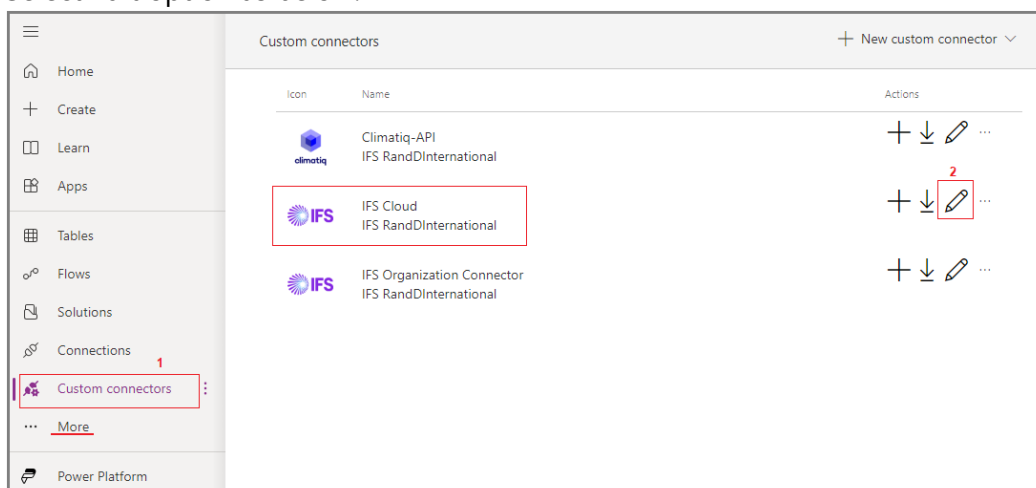 Custom connectors
+ New custom connector
Home
Create
Learn
Apps
Tables
Flows
Solutions
Connections
1
Custom connectors
More
Power Platform
Icon
Name
Actions
climatiq
Climatiq-API
IFS RandDInternational
2
IFS
IFS Cloud
IFS RandDInternational
IFS
IFS Organization Connector
IFS RandDInternational